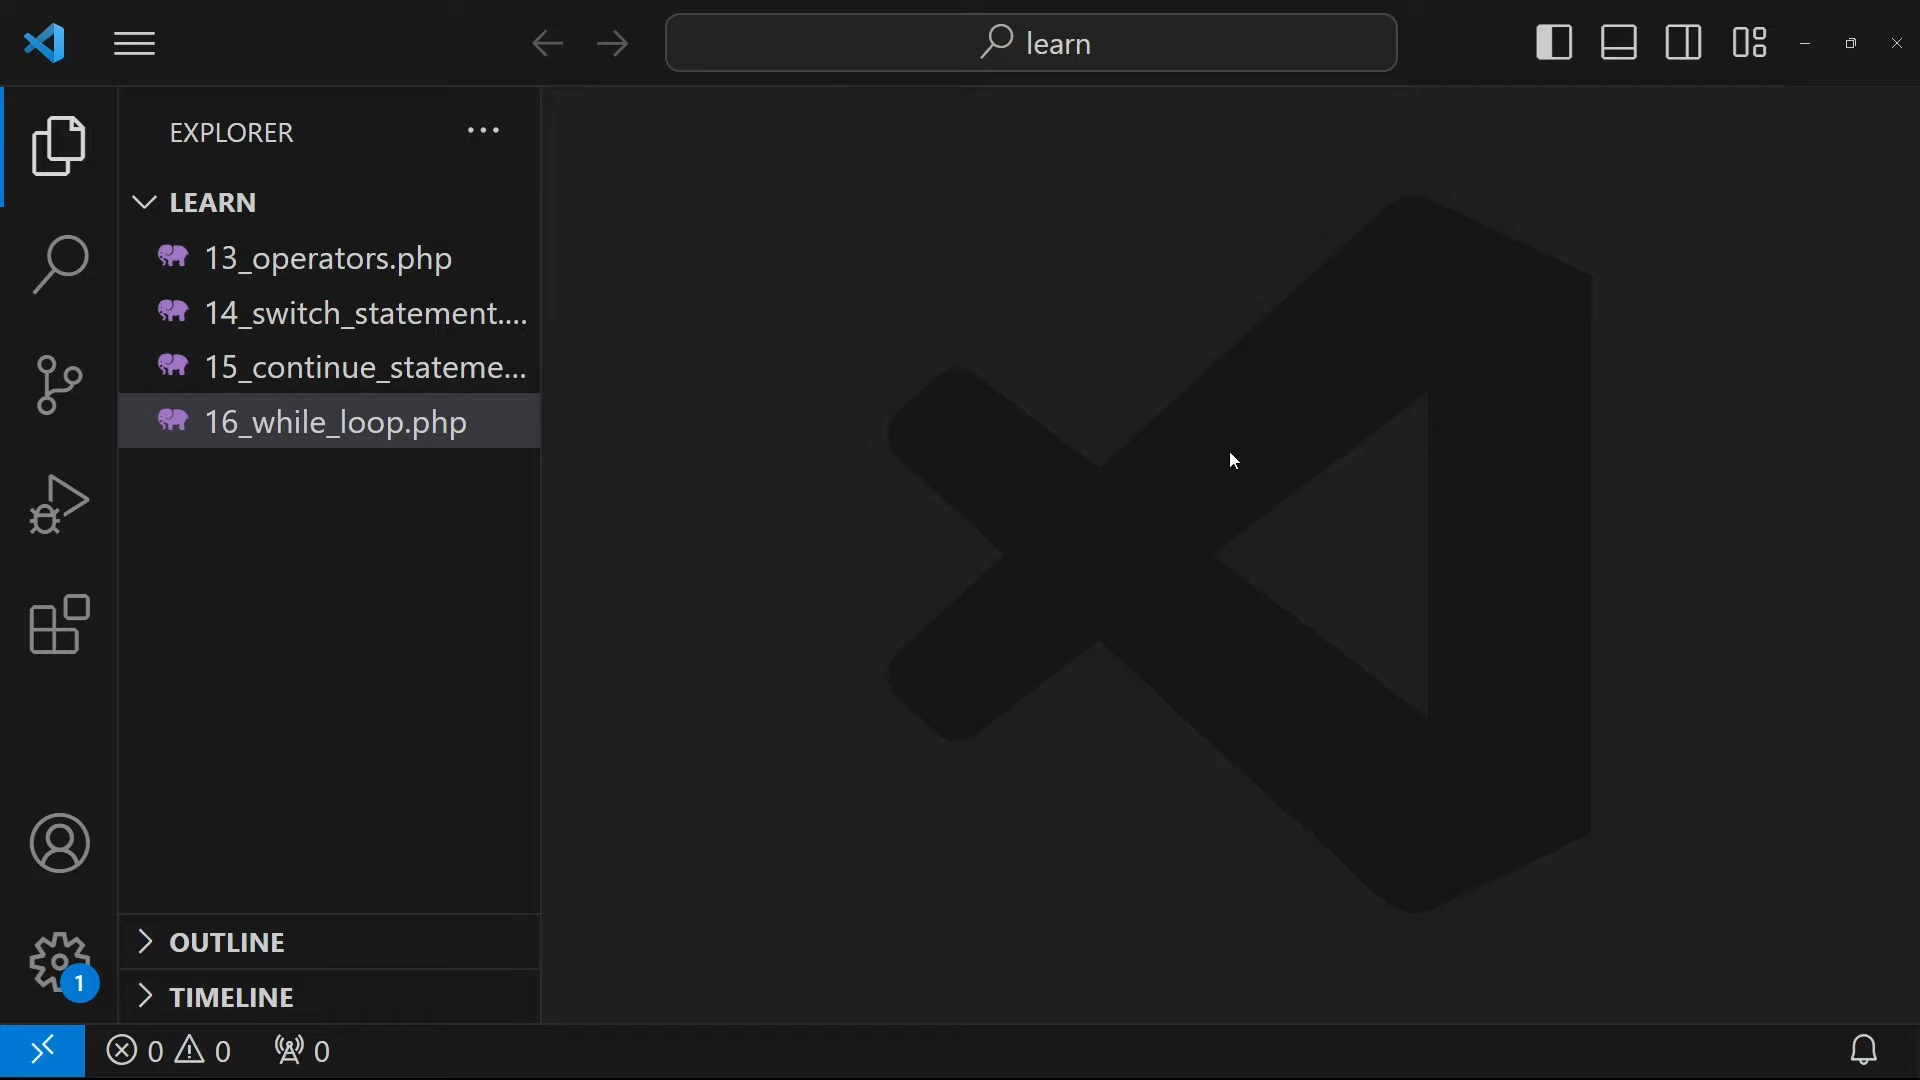 learn
EXPLORER
LEARN
13_operators.php
14_switch_statement....
15_continue_stateme...
16_while_loop.php
OUTLINE
1
TIMELINE
0 0 0